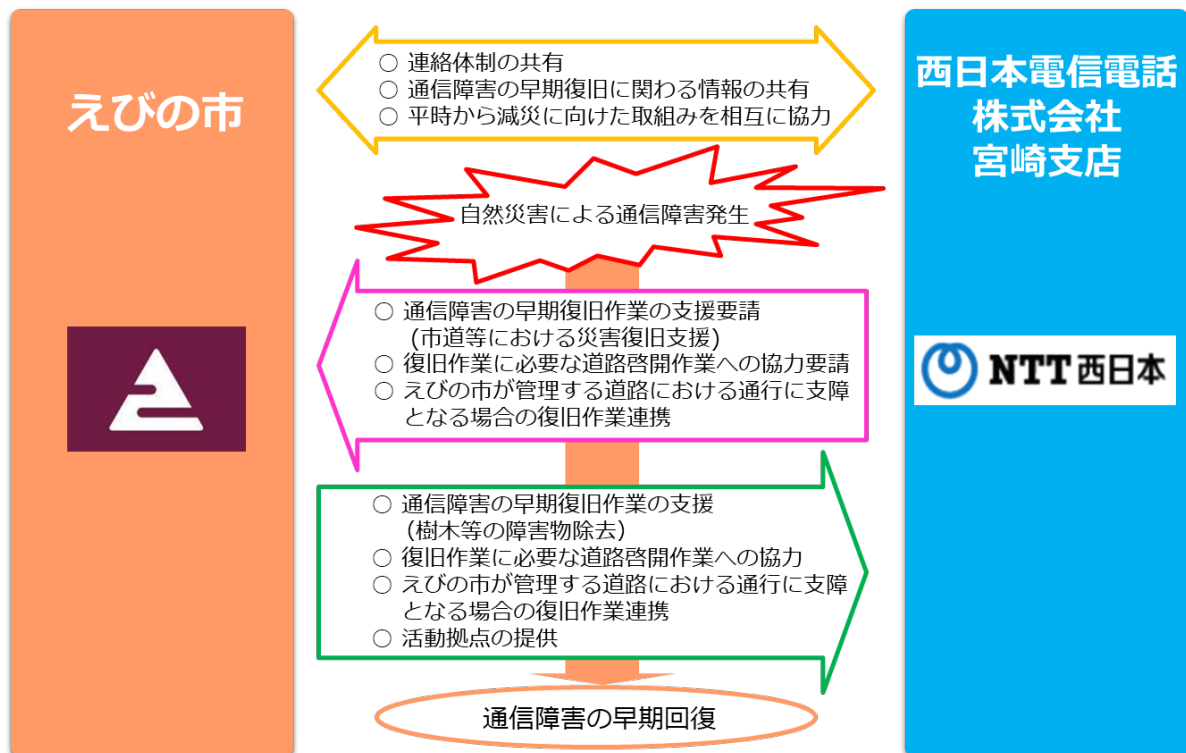 えびの市
○ 連絡体制の共有
○ 通信障害の早期復旧に関わる情報の共有
○ 平時から減災に向けた取組みを相互に協力
西日本電信電話
株式会社
宮崎支店
自然災害による通信障害発生
○ 通信障害の早期復旧作業の支援要請
(市道等における災害復旧支援)
○ 復旧作業に必要な道路啓開作業への協力要請
○ えびの市が管理する道路における通行に支障
となる場合の復旧作業連携
NTT西日本
○ 通信障害の早期復旧作業の支援
(樹木等の障害物除去)
○ 復旧作業に必要な道路啓開作業への協力
○ えびの市が管理する道路における通行に支障
となる場合の復旧作業連携
○ 活動拠点の提供
通信障害の早期回復